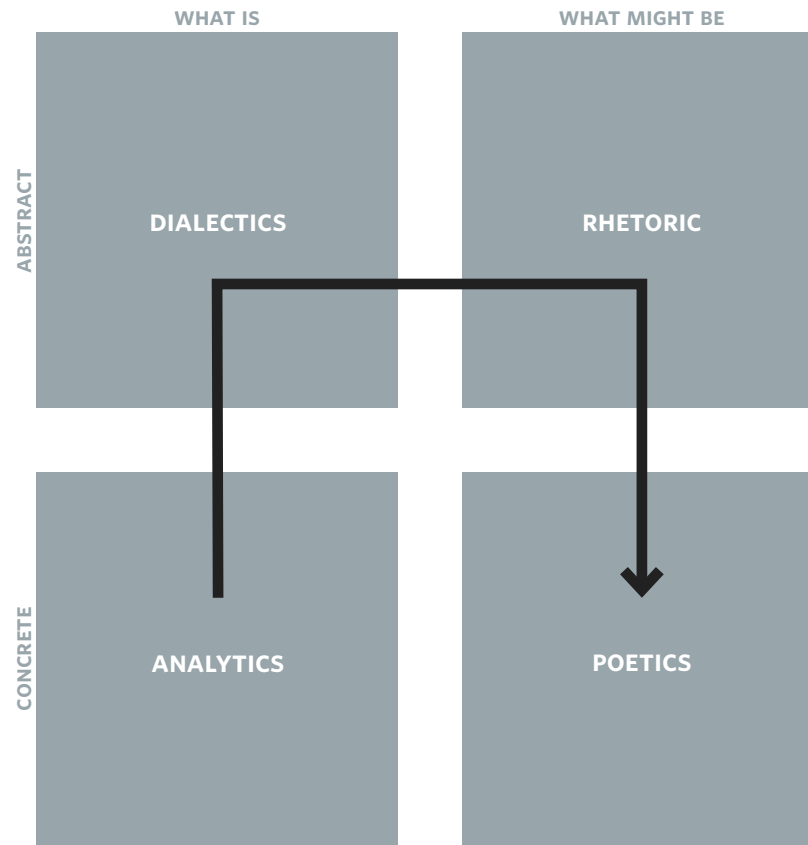 WHAT IS
WHAT MIGHT BE
ABSTRACT
DIALECTICS
RHETORIC
CONCRETE
ANALYTICS
POETICS